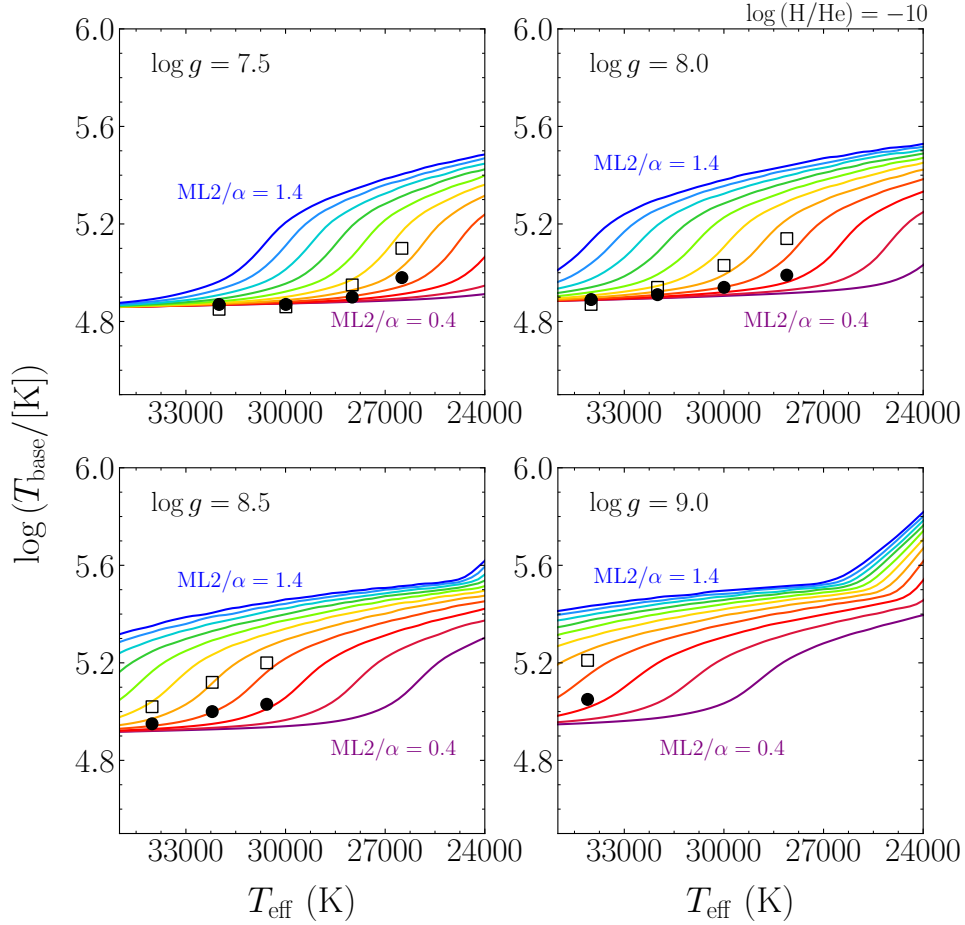 log (H/He) = −10
6.0
5.6
5.2
4.8
log g = 7.5
ML2/α = 1.4
ML2/α = 0.4
33000 30000 27000 24000
6.0
5.6
5.2
4.8
log g = 8.0
ML2/α = 1.4
ML2/α = 0.4
33000 30000 27000 24000
log (T_base/[K])
6.0
5.6
5.2
4.8
log g = 8.5
ML2/α = 1.4
ML2/α = 0.4
33000 30000 27000 24000
T_eff (K)
6.0
5.6
5.2
4.8
log g = 9.0
ML2/α = 1.4
ML2/α = 0.4
33000 30000 27000 24000
T_eff (K)